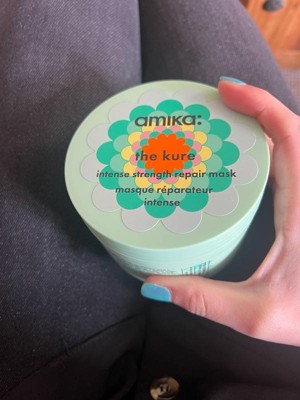 amika:
the kure
intense strength repair mask
masque réparateur
intense